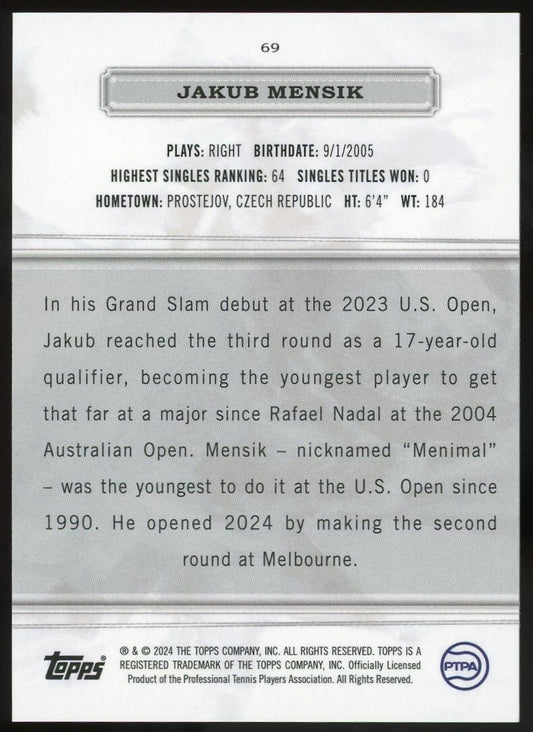 69
JAKUB MENSIK
PLAYS: RIGHT BIRTHDATE: 9/1/2005
HIGHEST SINGLES RANKING: 64 SINGLES TITLES WON: 0
HOMETOWN: PROSTEJOV, CZECH REPUBLIC HT: 6'4" WT: 184
In his Grand Slam debut at the 2023 U.S. Open,
Jakub reached the third round as a 17-year-old
qualifier, becoming the youngest player to get
that far at a major since Rafael Nadal at the 2004
Australian Open. Mensik – nicknamed “Menimal”
– was the youngest to do it at the U.S. Open since
1990. He opened 2024 by making the second
round at Melbourne.
topps®
® & © 2024 THE TOPPS COMPANY, INC. ALL RIGHTS RESERVED. TOPPS IS A
REGISTERED TRADEMARK OF THE TOPPS COMPANY, INC. Officially Licensed
Product of the Professional Tennis Players Association. All Rights Reserved.
PTPA